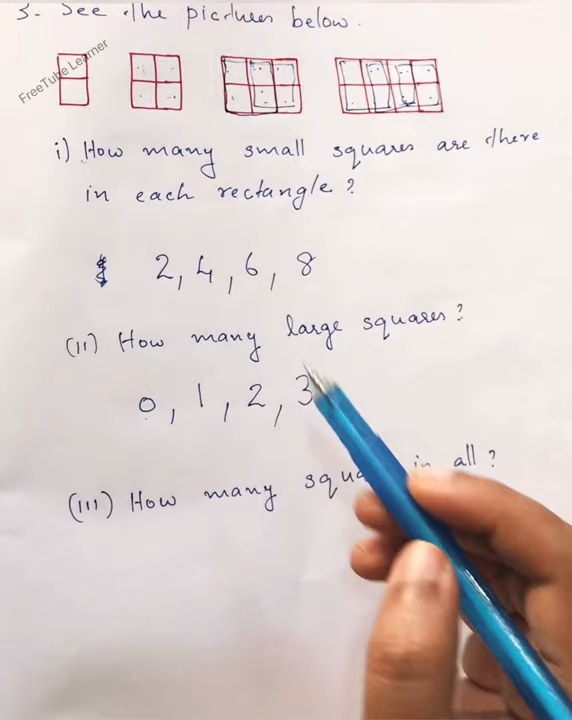 3. See the pictures below.
FreeTube Learner
i) How many small squares are there
in each rectangle?
2, 4, 6, 8
(ii) How many large squares?
0, 1, 2, 3
(iii) How many squa in all?